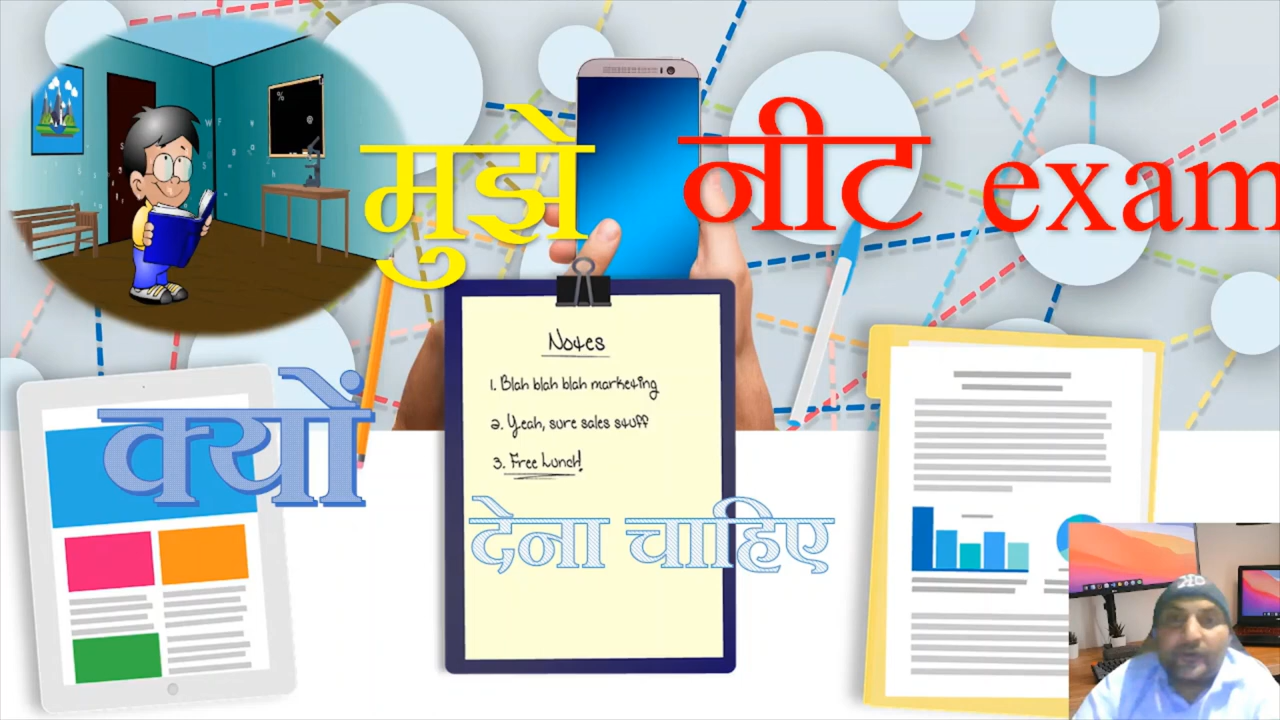 मुझे नीट exam
क्यों
Notes
1. Blah blah blah marketing
2. Yeah, sure sales stuff
3. Free Lunch!
देना चाहिए